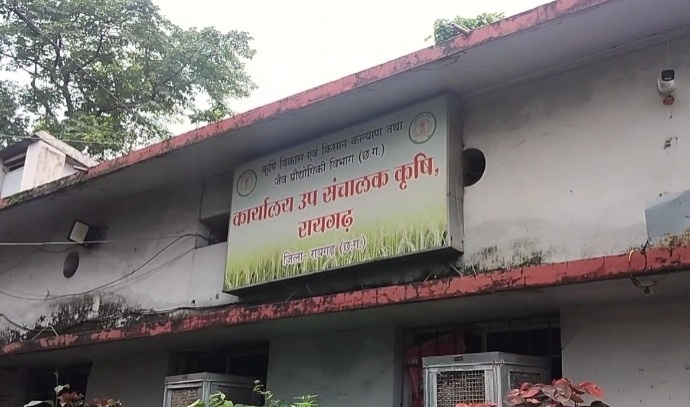 कृषि विकास एवं किसान कल्याण तथा
जैव प्रौद्योगिकी विभाग (छ.ग.)
कार्यालय उप संचालक कृषि,
रायगढ़
जिला- रायगढ़ (छ.ग.)